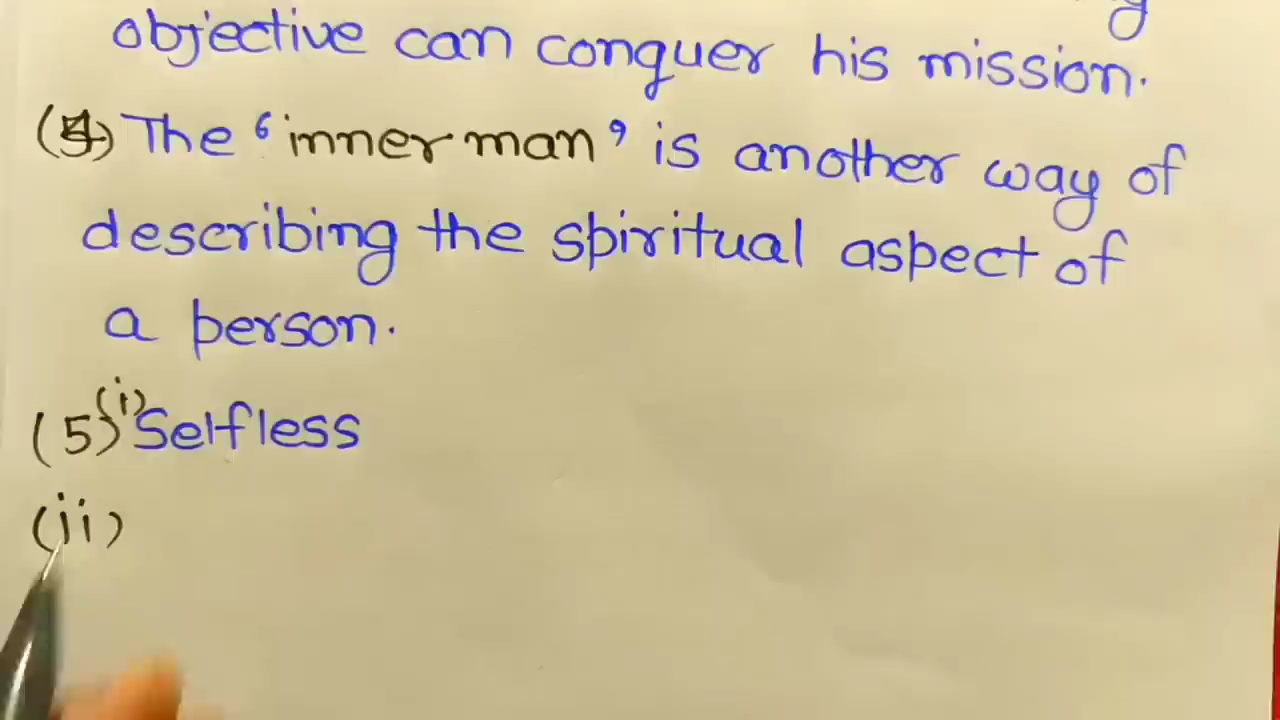 objective can conquer his mission.
(4) The 'inner man' is another way of
describing the spiritual aspect of
a person.
(5)(i) Selfless
(ii)